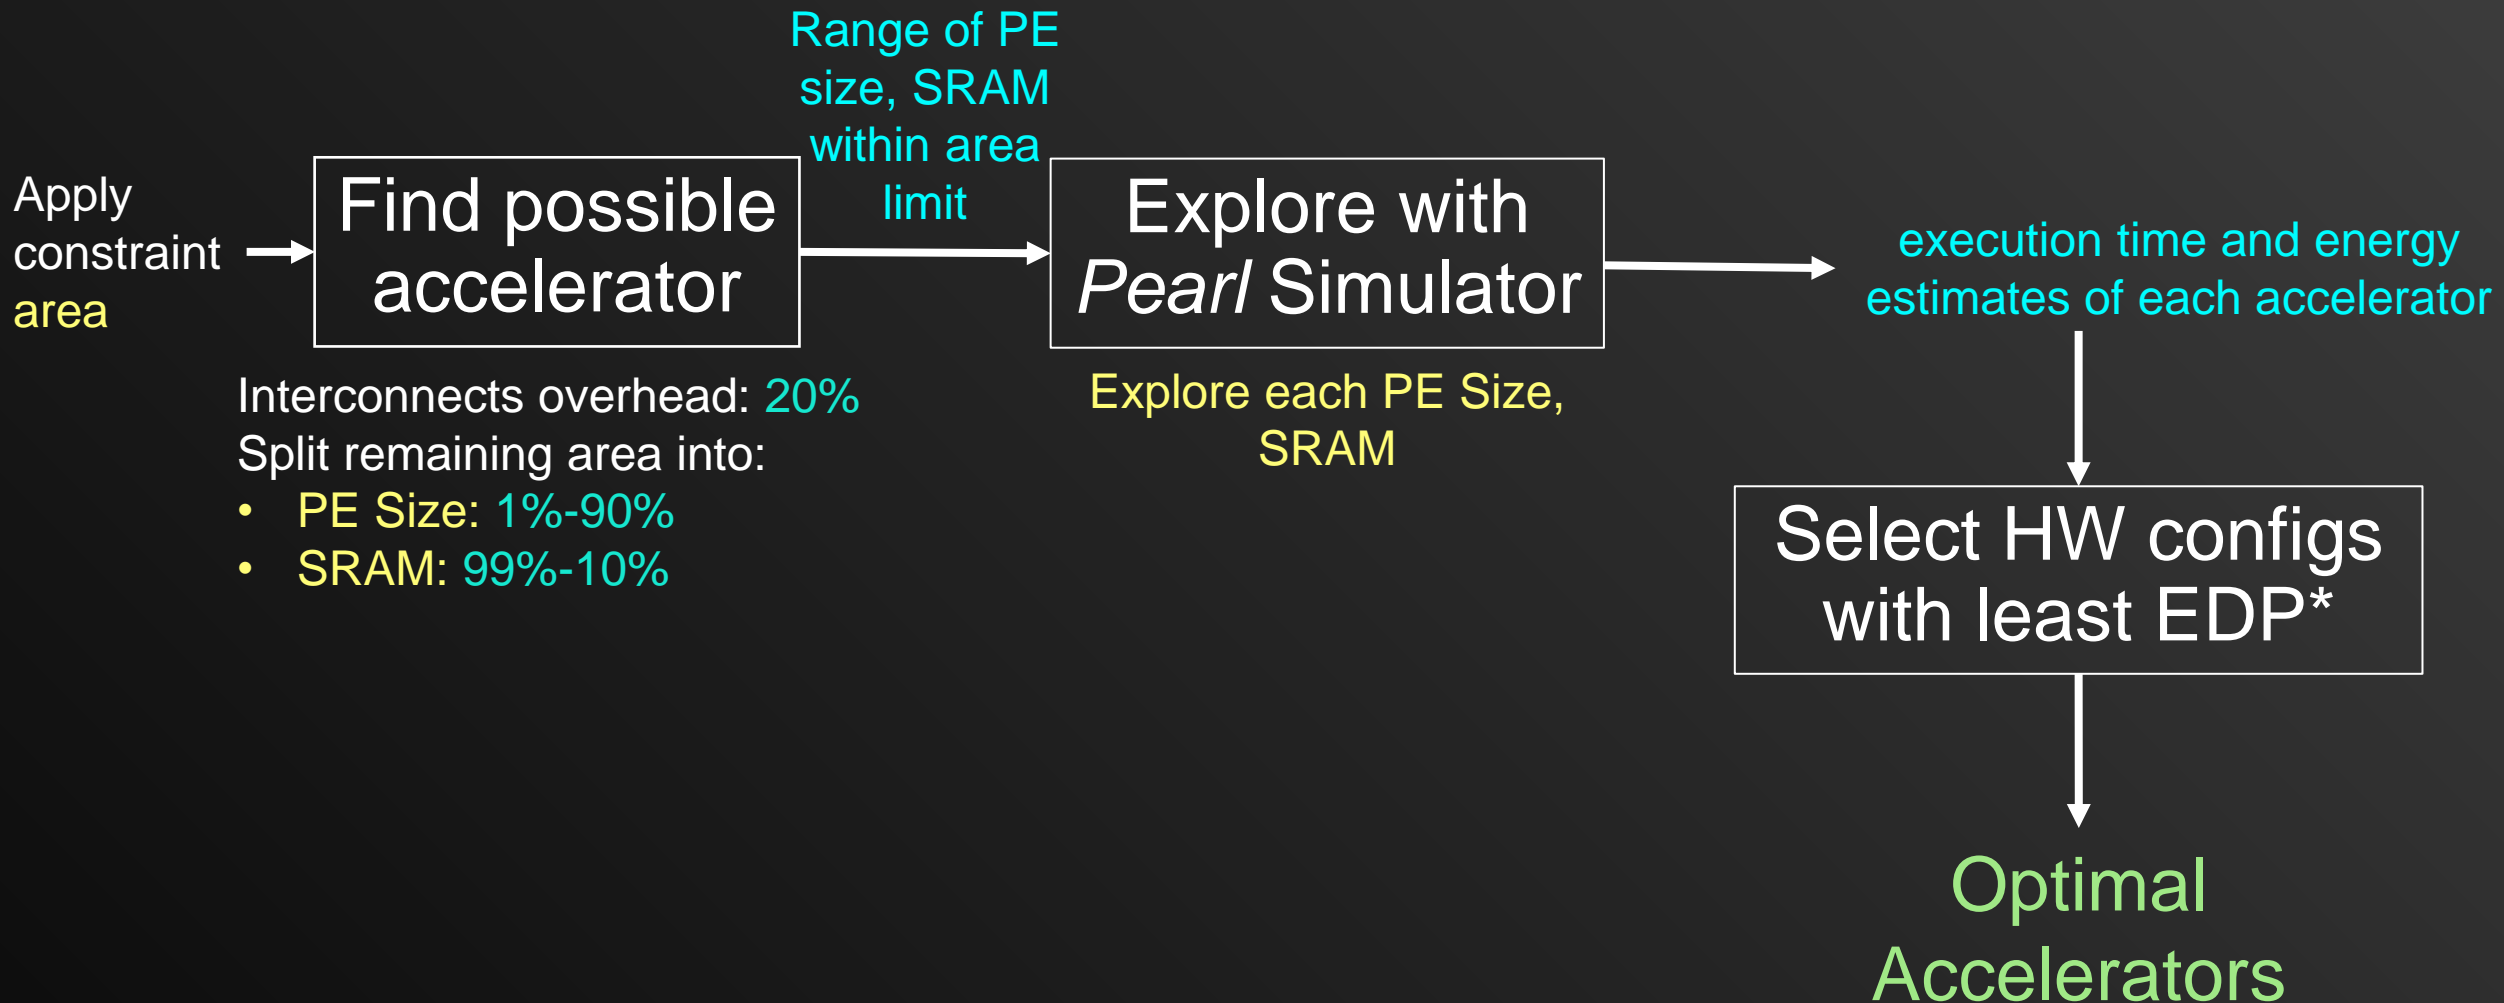 Apply
constraint
area
Find possible
accelerator
Interconnects overhead: 20%
Split remaining area into:
• PE Size: 1%-90%
• SRAM: 99%-10%
Range of PE
size, SRAM
within area
limit
Explore with
Pearl Simulator
Explore each PE Size,
SRAM
execution time and energy
estimates of each accelerator
Select HW configs
with least EDP*
Optimal
Accelerators